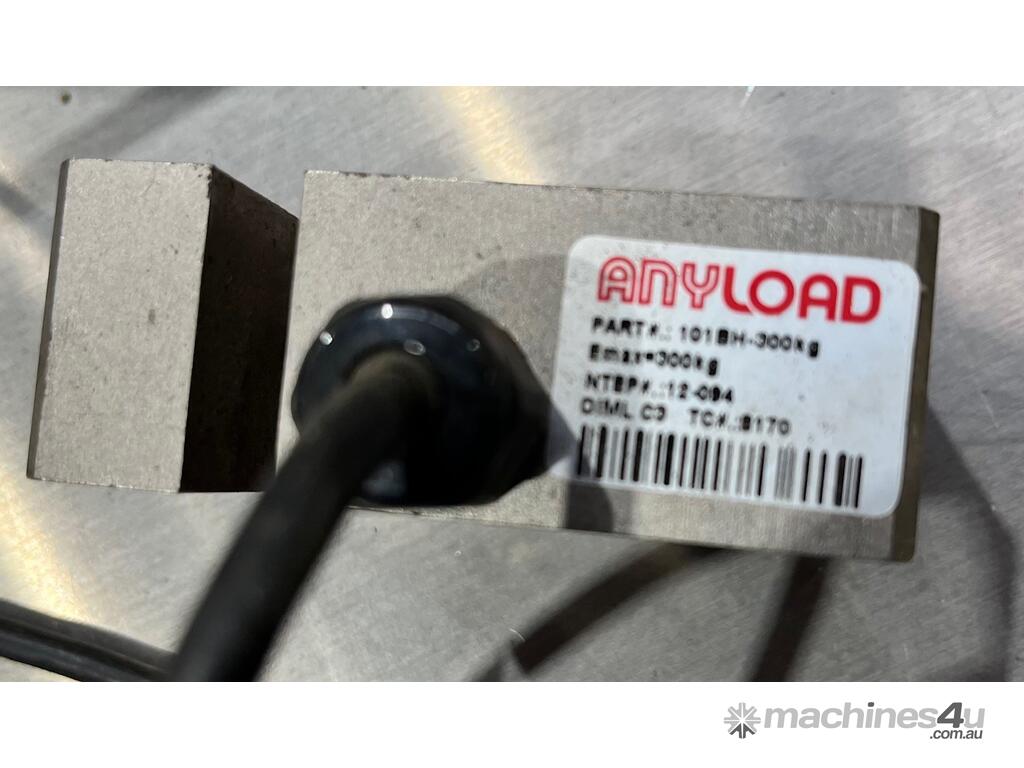 ANYLOAD
PART#.: 101BH-300kg
Emax=300kg
NTEP#.:12-094
OIML C3 TC#.:8170
machines4u
.com.au